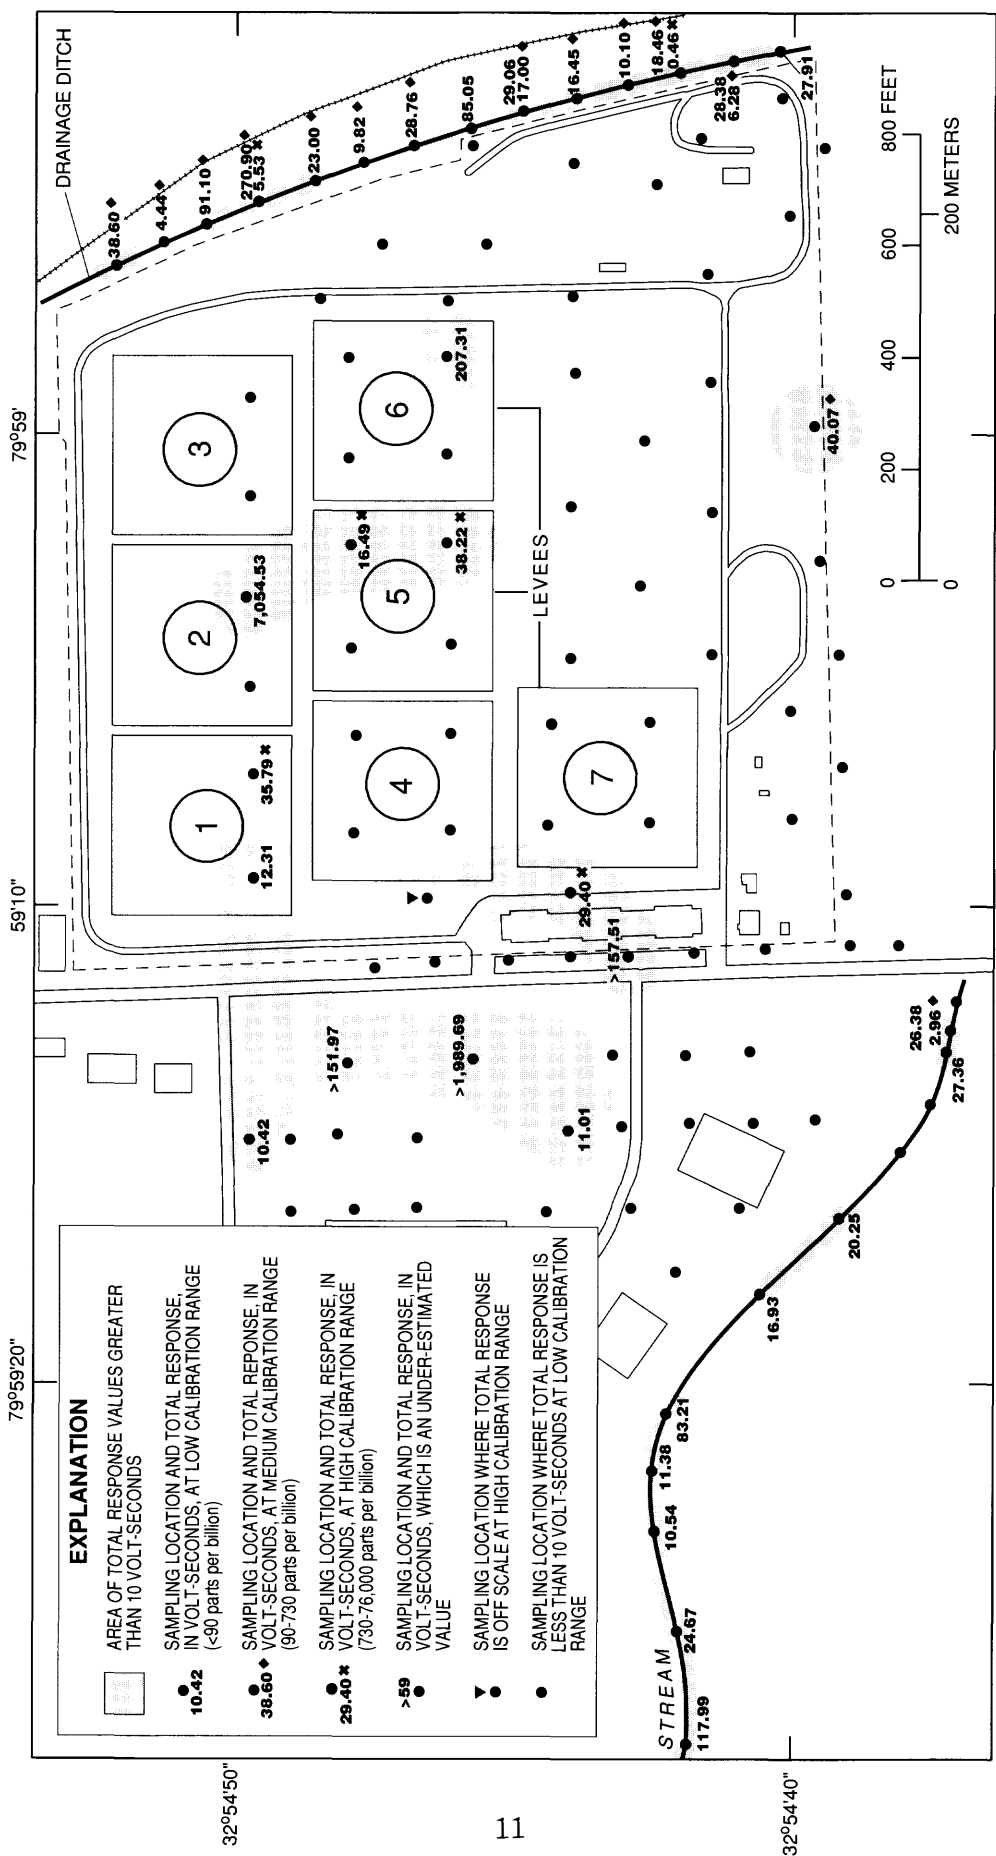 EXPLANATION
AREA OF TOTAL RESPONSE VALUES GREATER
THAN 10 VOLT-SECONDS
10.42
SAMPLING LOCATION AND TOTAL RESPONSE,
IN VOLT-SECONDS, AT LOW CALIBRATION RANGE
(<90 parts per billion)
38.60
SAMPLING LOCATION AND TOTAL REPONSE, IN
VOLT-SECONDS, AT MEDIUM CALIBRATION RANGE
(90-730 parts per billion)
29.40
SAMPLING LOCATION AND TOTAL RESPONSE, IN
VOLT-SECONDS, AT HIGH CALIBRATION RANGE
(730-76,000 parts per billion)
>59
SAMPLING LOCATION AND TOTAL RESPONSE, IN
VOLT-SECONDS, WHICH IS AN UNDER-ESTIMATED
VALUE
SAMPLING LOCATION WHERE TOTAL RESPONSE
IS OFF SCALE AT HIGH CALIBRATION RANGE
SAMPLING LOCATION WHERE TOTAL RESPONSE IS
LESS THAN 10 VOLT-SECONDS AT LOW CALIBRATION
RANGE
79°59'20"
59'10"
79°59'
32°54'50"
32°54'40"
DRAINAGE DITCH
38.60
4.44
91.10
270.90
5.53
23.00
9.82
28.76
85.05
29.06
17.00
16.45
10.10
18.46
0.46
28.38
6.28
27.91
1
2
3
4
5
6
7
12.31
35.79
7,054.53
16.49
38.22
207.31
LEVEES
29.40
>157.51
10.42
>151.97
>1,989.69
11.01
40.07
STREAM
117.99
24.67
10.54
11.38
83.21
16.93
20.25
27.36
26.38
2.96
0 200 400 600 800 FEET
0 200 METERS
11